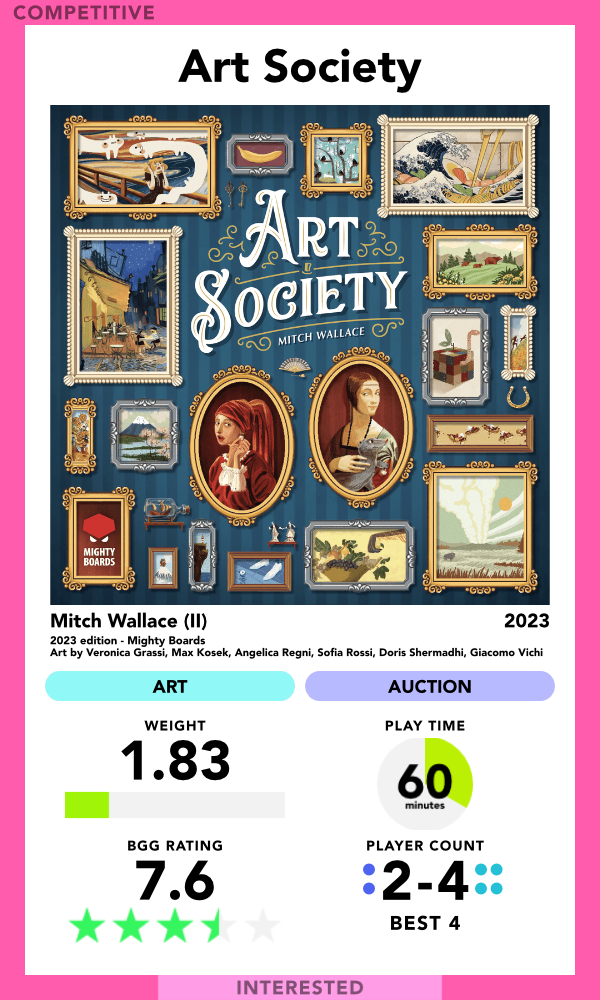 COMPETITIVE
Art Society
ART
SOCIETY
MITCH WALLACE
MIGHTY
BOARDS
Mitch Wallace (II) 2023
2023 edition - Mighty Boards
Art by Veronica Grassi, Max Kosek, Angelica Regni, Sofia Rossi, Doris Shermadhi, Giacomo Vichi
ART AUCTION
WEIGHT PLAY TIME
1.83 60
minutes
BGG RATING PLAYER COUNT
7.6 2-4
BEST 4
INTERESTED